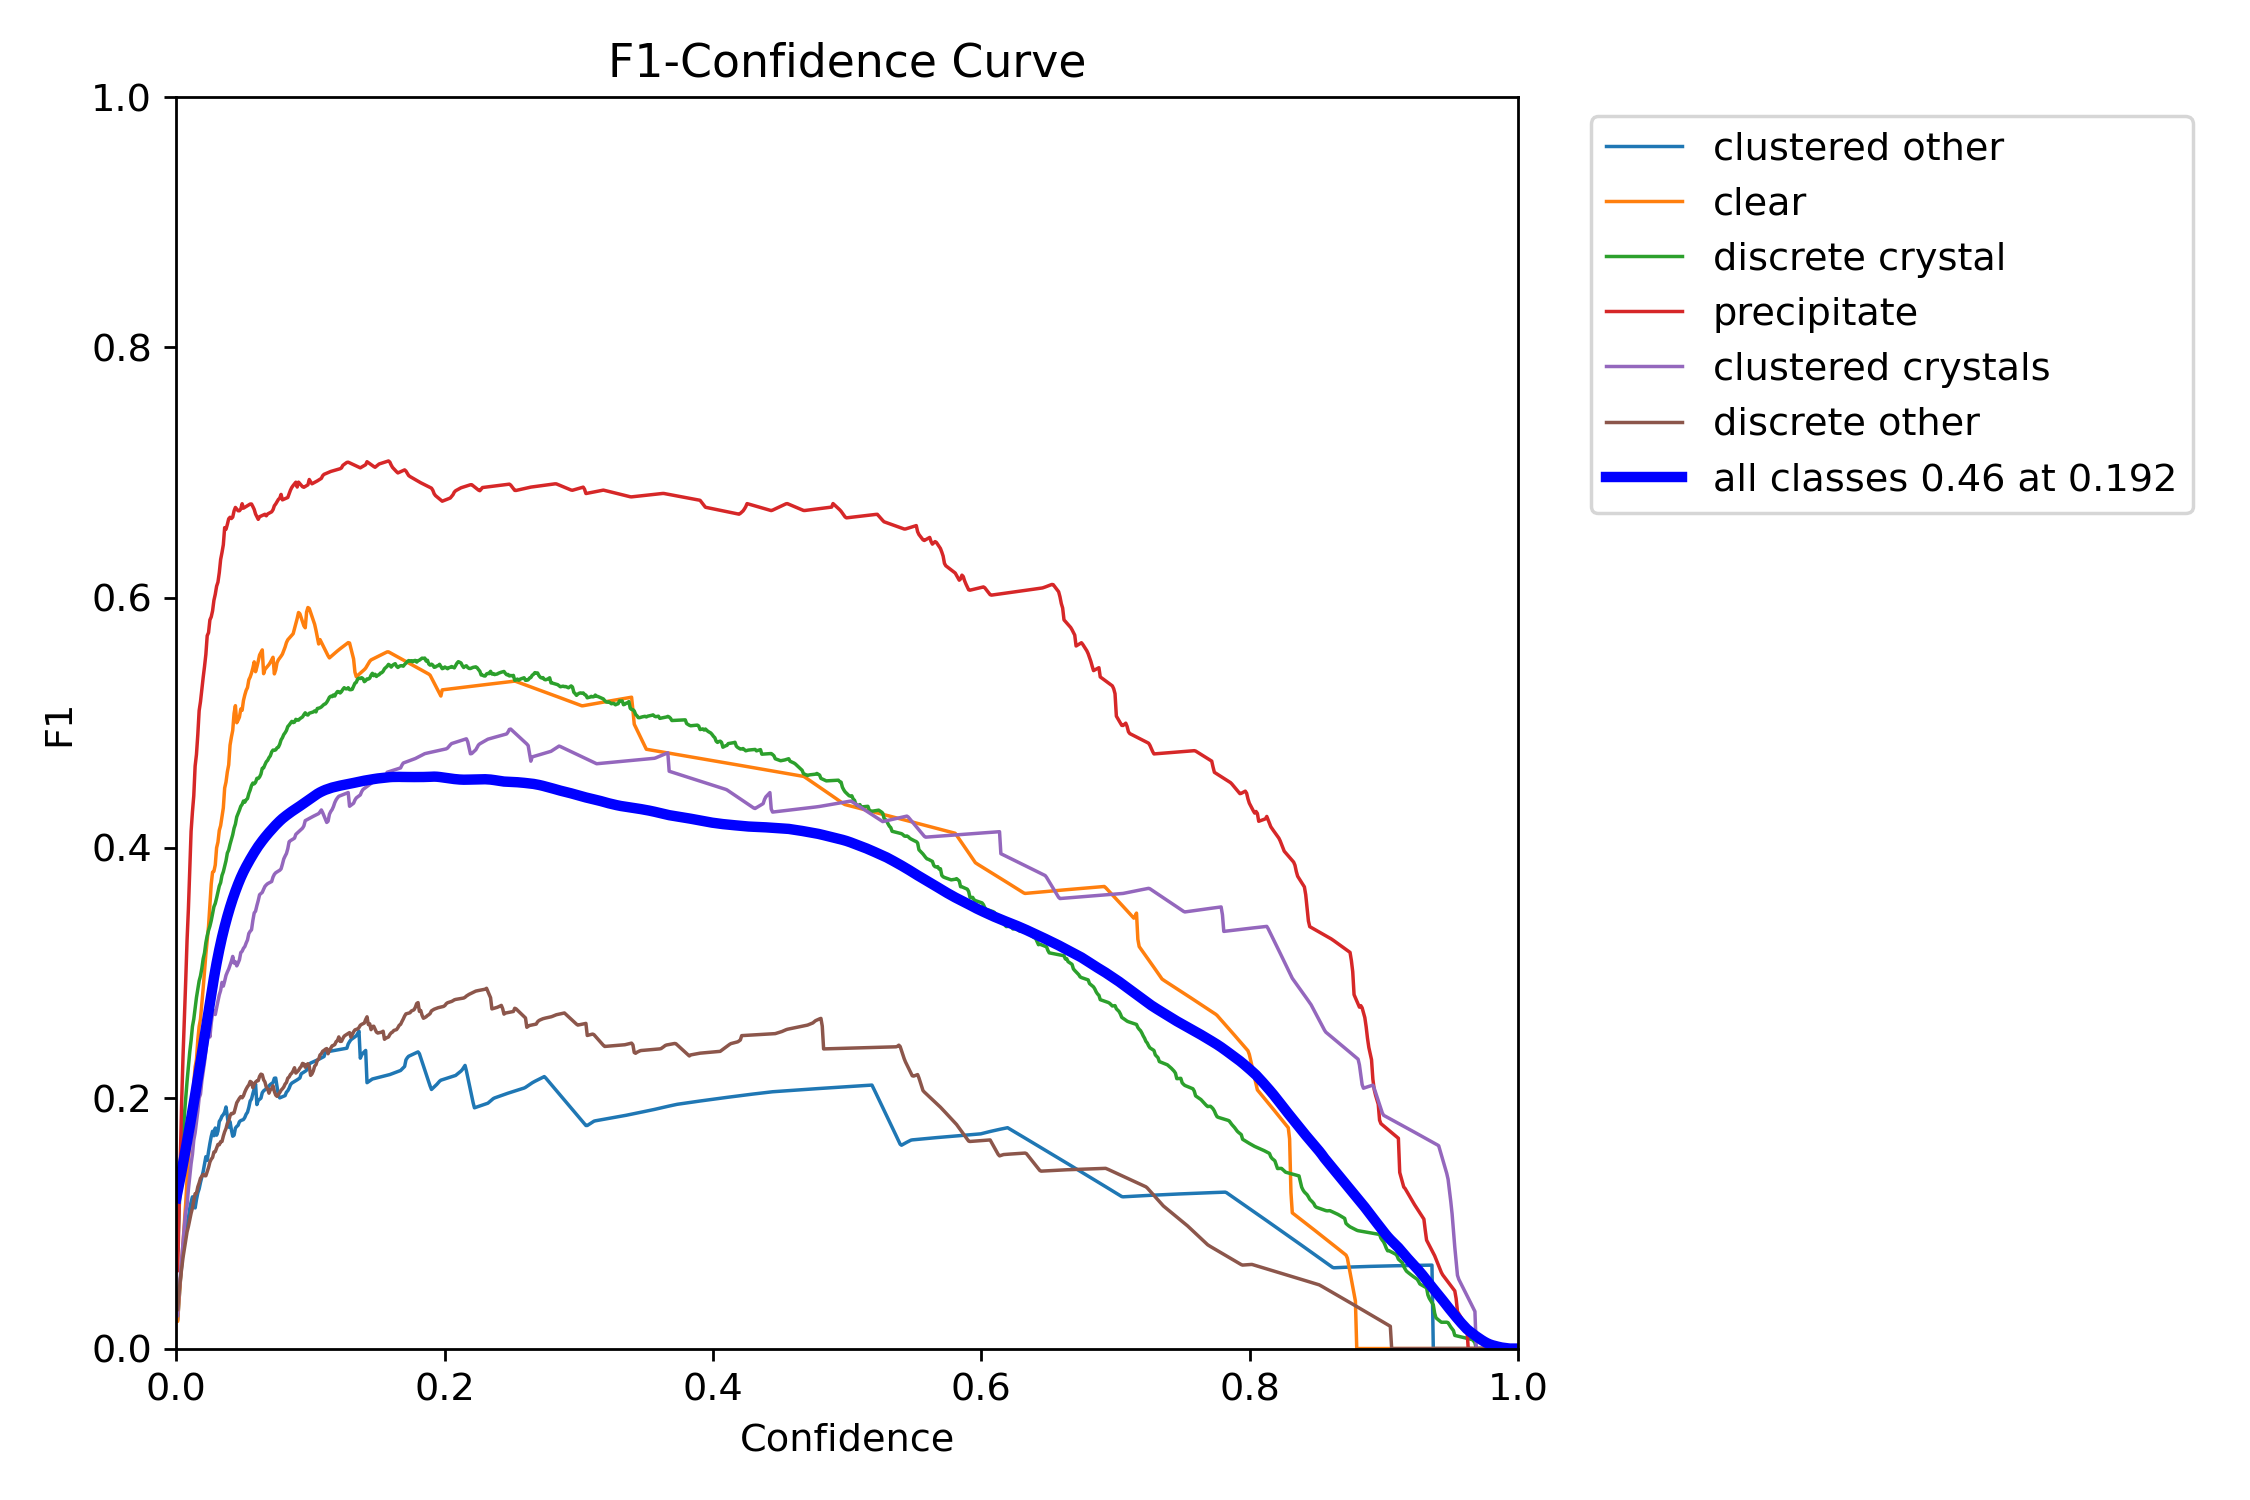 F1-Confidence Curve
1.0
0.8
0.6
0.4
0.2
0.0
F1
0.0 0.2 0.4 0.6 0.8 1.0
Confidence
clustered other
clear
discrete crystal
precipitate
clustered crystals
discrete other
all classes 0.46 at 0.192